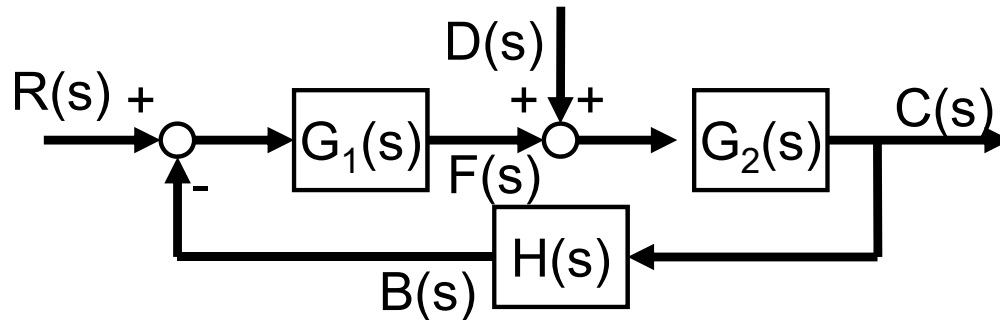 D(s)
R(s) +
+ +
C(s)
G₁(s)
G₂(s)
F(s)
-
H(s)
B(s)